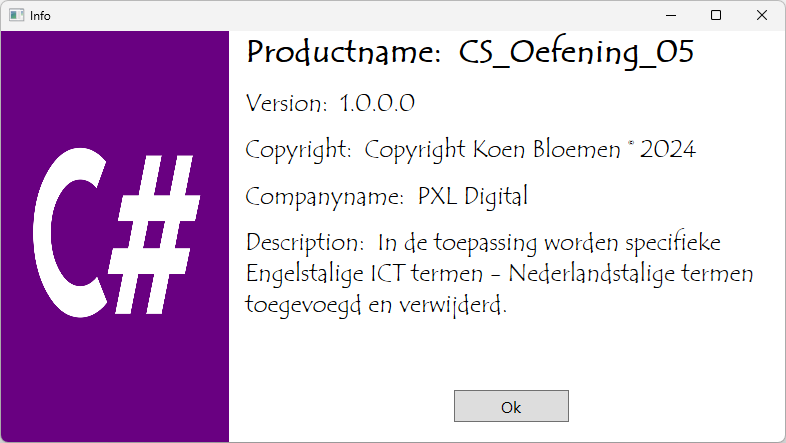 Info
C#
Productname: CS_Oefening_05
Version: 1.0.0.0
Copyright: Copyright Koen Bloemen © 2024
Companyname: PXL Digital
Description: In de toepassing worden specifieke
Engelstalige ICT termen - Nederlandstalige termen
toegevoegd en verwijderd.
Ok